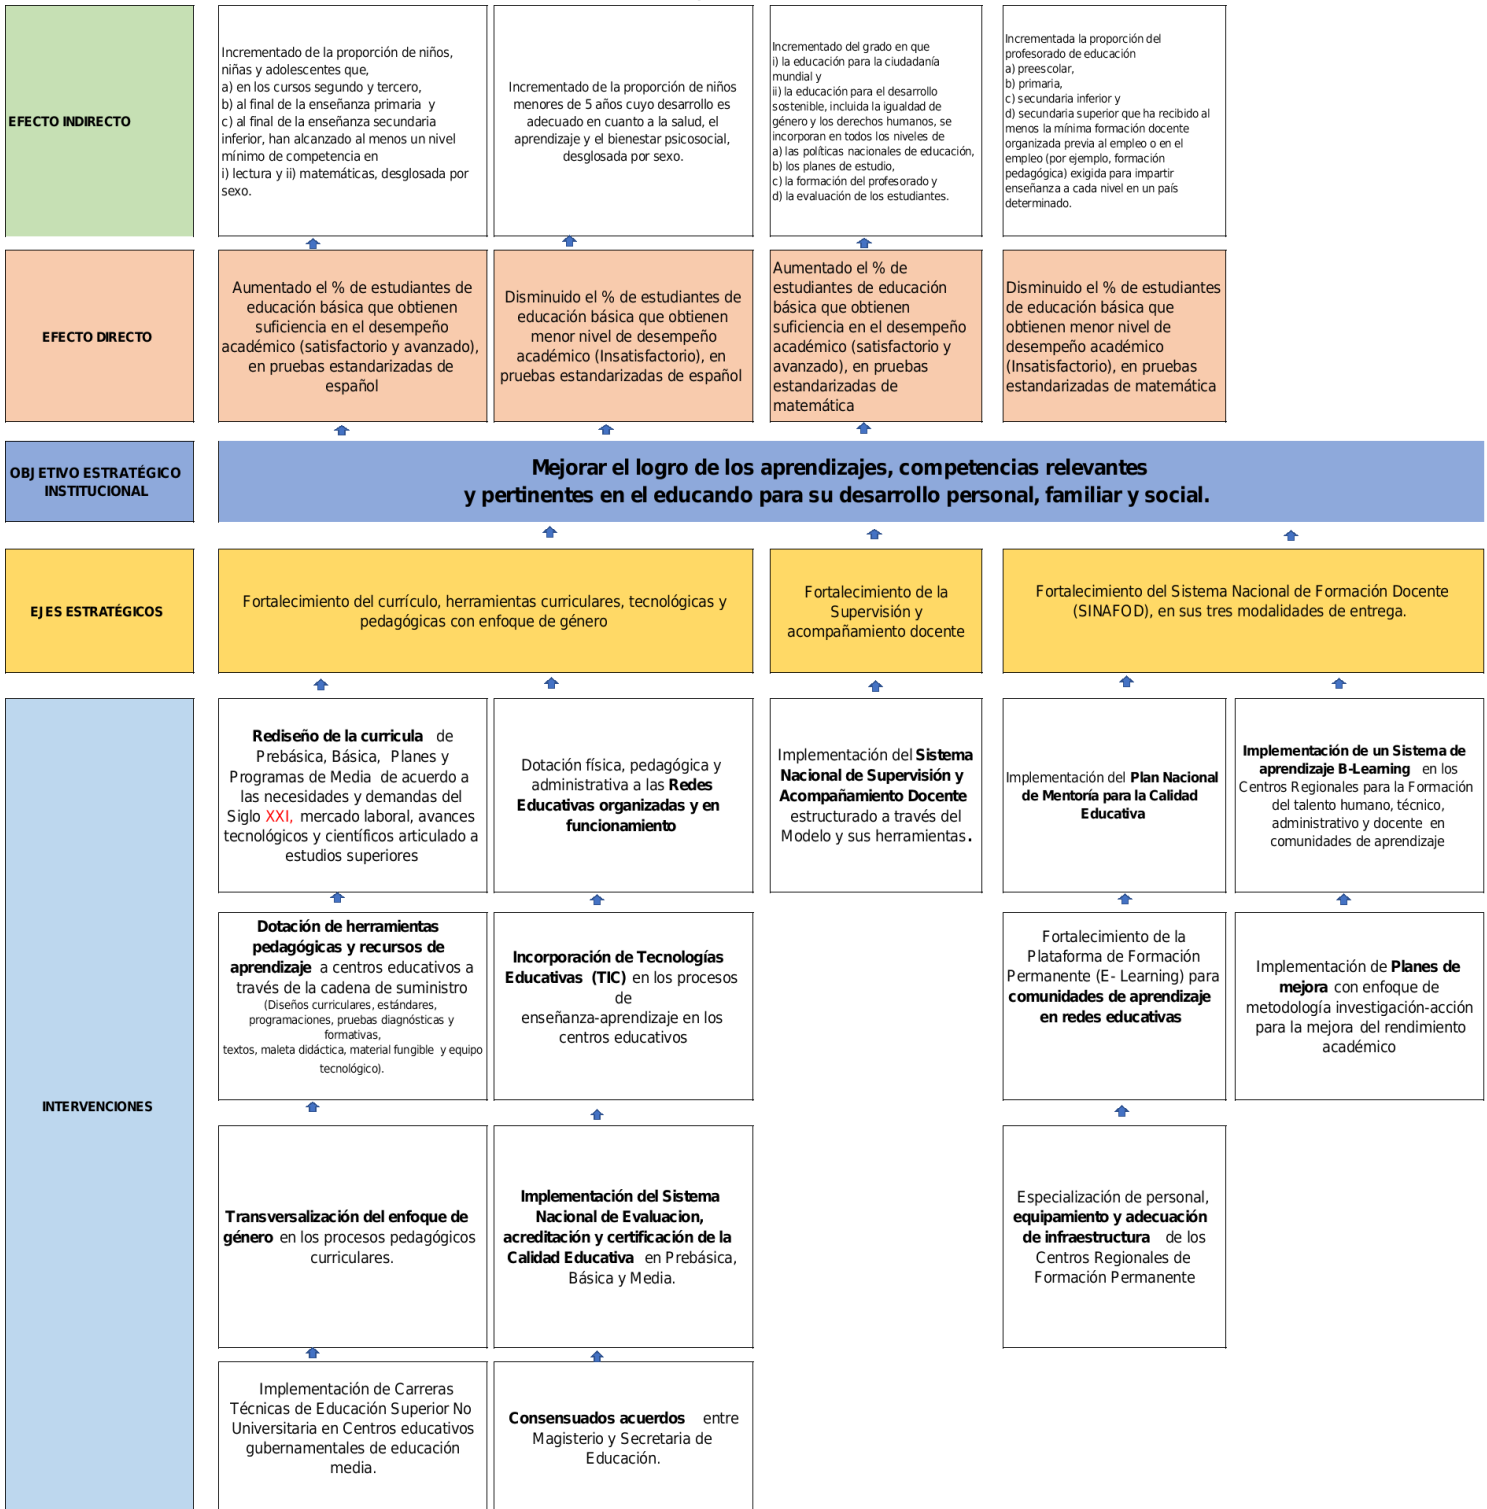 EFECTO INDIRECTO
Incrementado de la proporción de niños,
niñas y adolescentes que,
a) en los cursos segundo y tercero,
b) al final de la enseñanza primaria y
c) al final de la enseñanza secundaria
inferior, han alcanzado al menos un nivel
mínimo de competencia en
i) lectura y ii) matemáticas, desglosada por
sexo.
Incrementado de la proporción de niños
menores de 5 años cuyo desarrollo es
adecuado en cuanto a la salud, el
aprendizaje y el bienestar psicosocial,
desglosada por sexo.
Incrementado del grado en que
i) la educación para la ciudadanía
mundial y
ii) la educación para el desarrollo
sostenible, incluida la igualdad de
género y los derechos humanos, se
incorporan en todos los niveles de
a) las políticas nacionales de educación,
b) los planes de estudio,
c) la formación del profesorado y
d) la evaluación de los estudiantes.
Incrementada la proporción del
profesorado de educación
a) preescolar,
b) primaria,
c) secundaria inferior y
d) secundaria superior que ha recibido al
menos la mínima formación docente
organizada previa al empleo o en el
empleo (por ejemplo, formación
pedagógica) exigida para impartir
enseñanza a cada nivel en un país
determinado.
EFECTO DIRECTO
Aumentado el % de estudiantes de
educación básica que obtienen
suficiencia en el desempeño
académico (satisfactorio y avanzado),
en pruebas estandarizadas de
español
Disminuido el % de estudiantes de
educación básica que obtienen
menor nivel de desempeño
académico (Insatisfactorio), en
pruebas estandarizadas de español
Aumentado el % de
estudiantes de educación
básica que obtienen
suficiencia en el desempeño
académico (satisfactorio y
avanzado), en pruebas
estandarizadas de
matemática
Disminuido el % de estudiantes
de educación básica que
obtienen menor nivel de
desempeño académico
(Insatisfactorio), en pruebas
estandarizadas de matemática
OBJETIVO ESTRATÉGICO
INSTITUCIONAL
Mejorar el logro de los aprendizajes, competencias relevantes
y pertinentes en el educando para su desarrollo personal, familiar y social.
EJES ESTRATÉGICOS
Fortalecimiento del currículo, herramientas curriculares, tecnológicas y
pedagógicas con enfoque de género
Fortalecimiento de la
Supervisión y
acompañamiento docente
Fortalecimiento del Sistema Nacional de Formación Docente
(SINAFOD), en sus tres modalidades de entrega.
INTERVENCIONES
Rediseño de la curricula de
Prebásica, Básica, Planes y
Programas de Media de acuerdo a
las necesidades y demandas del
Siglo XXI, mercado laboral, avances
tecnológicos y científicos articulado a
estudios superiores
Dotación física, pedagógica y
administrativa a las Redes
Educativas organizadas y en
funcionamiento
Implementación del Sistema
Nacional de Supervisión y
Acompañamiento Docente
estructurado a través del
Modelo y sus herramientas.
Implementación del Plan Nacional
de Mentoría para la Calidad
Educativa
Implementación de un Sistema de
aprendizaje B-Learning en los
Centros Regionales para la Formación
del talento humano, técnico,
administrativo y docente en
comunidades de aprendizaje
Dotación de herramientas
pedagógicas y recursos de
aprendizaje a centros educativos a
través de la cadena de suministro
(Diseños curriculares, estándares,
programaciones, pruebas diagnósticas y
formativas,
textos, maleta didáctica, material fungible y equipo
tecnológico).
Incorporación de Tecnologías
Educativas (TIC) en los procesos
de
enseñanza-aprendizaje en los
centros educativos
Fortalecimiento de la
Plataforma de Formación
Permanente (E- Learning) para
comunidades de aprendizaje
en redes educativas
Implementación de Planes de
mejora con enfoque de
metodología investigación-acción
para la mejora del rendimiento
académico
Transversalización del enfoque de
género en los procesos pedagógicos
curriculares.
Implementación del Sistema
Nacional de Evaluacion,
acreditación y certificación de la
Calidad Educativa en Prebásica,
Básica y Media.
Especialización de personal,
equipamiento y adecuación
de infraestructura de los
Centros Regionales de
Formación Permanente
Implementación de Carreras
Técnicas de Educación Superior No
Universitaria en Centros educativos
gubernamentales de educación
media.
Consensuados acuerdos entre
Magisterio y Secretaria de
Educación.